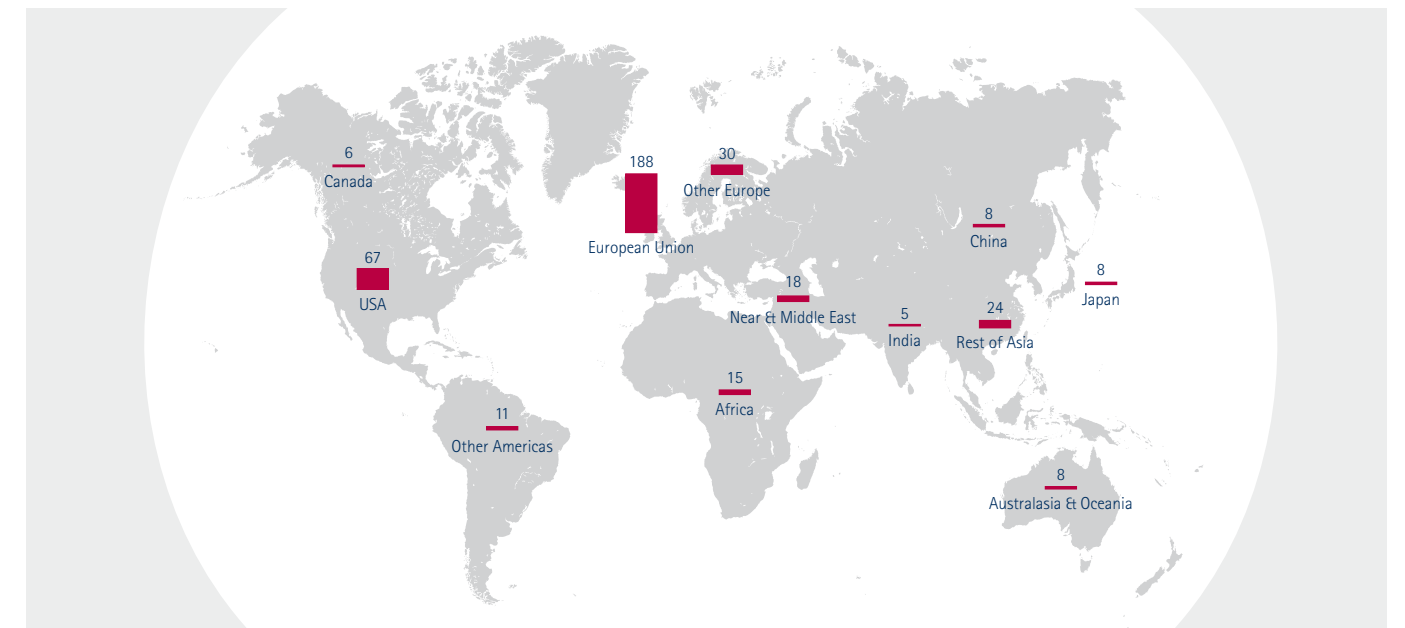 6
Canada
188
European Union
30
Other Europe
8
China
67
USA
18
Near & Middle East
8
Japan
5
India
24
Rest of Asia
15
Africa
11
Other Americas
8
Australasia & Oceania